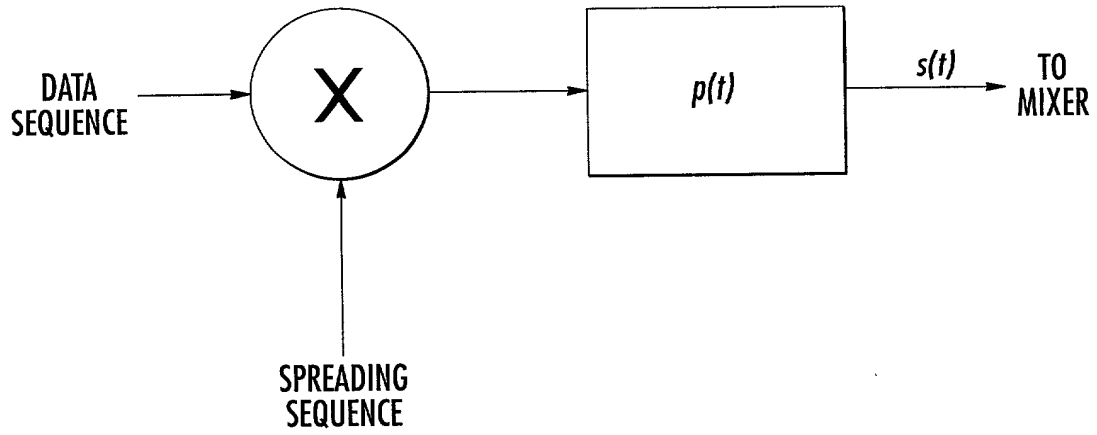 DATA
SEQUENCE
X
p(t)
s(t)
TO
MIXER
SPREADING
SEQUENCE